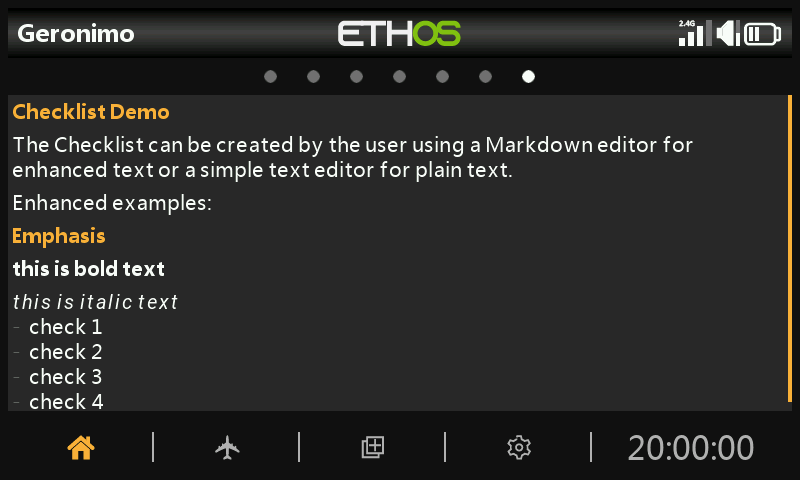 Geronimo
ETHOS
2.4G
Checklist Demo
The Checklist can be created by the user using a Markdown editor for
enhanced text or a simple text editor for plain text.
Enhanced examples:
Emphasis
this is bold text
this is italic text
- check 1
- check 2
- check 3
- check 4
20:00:00